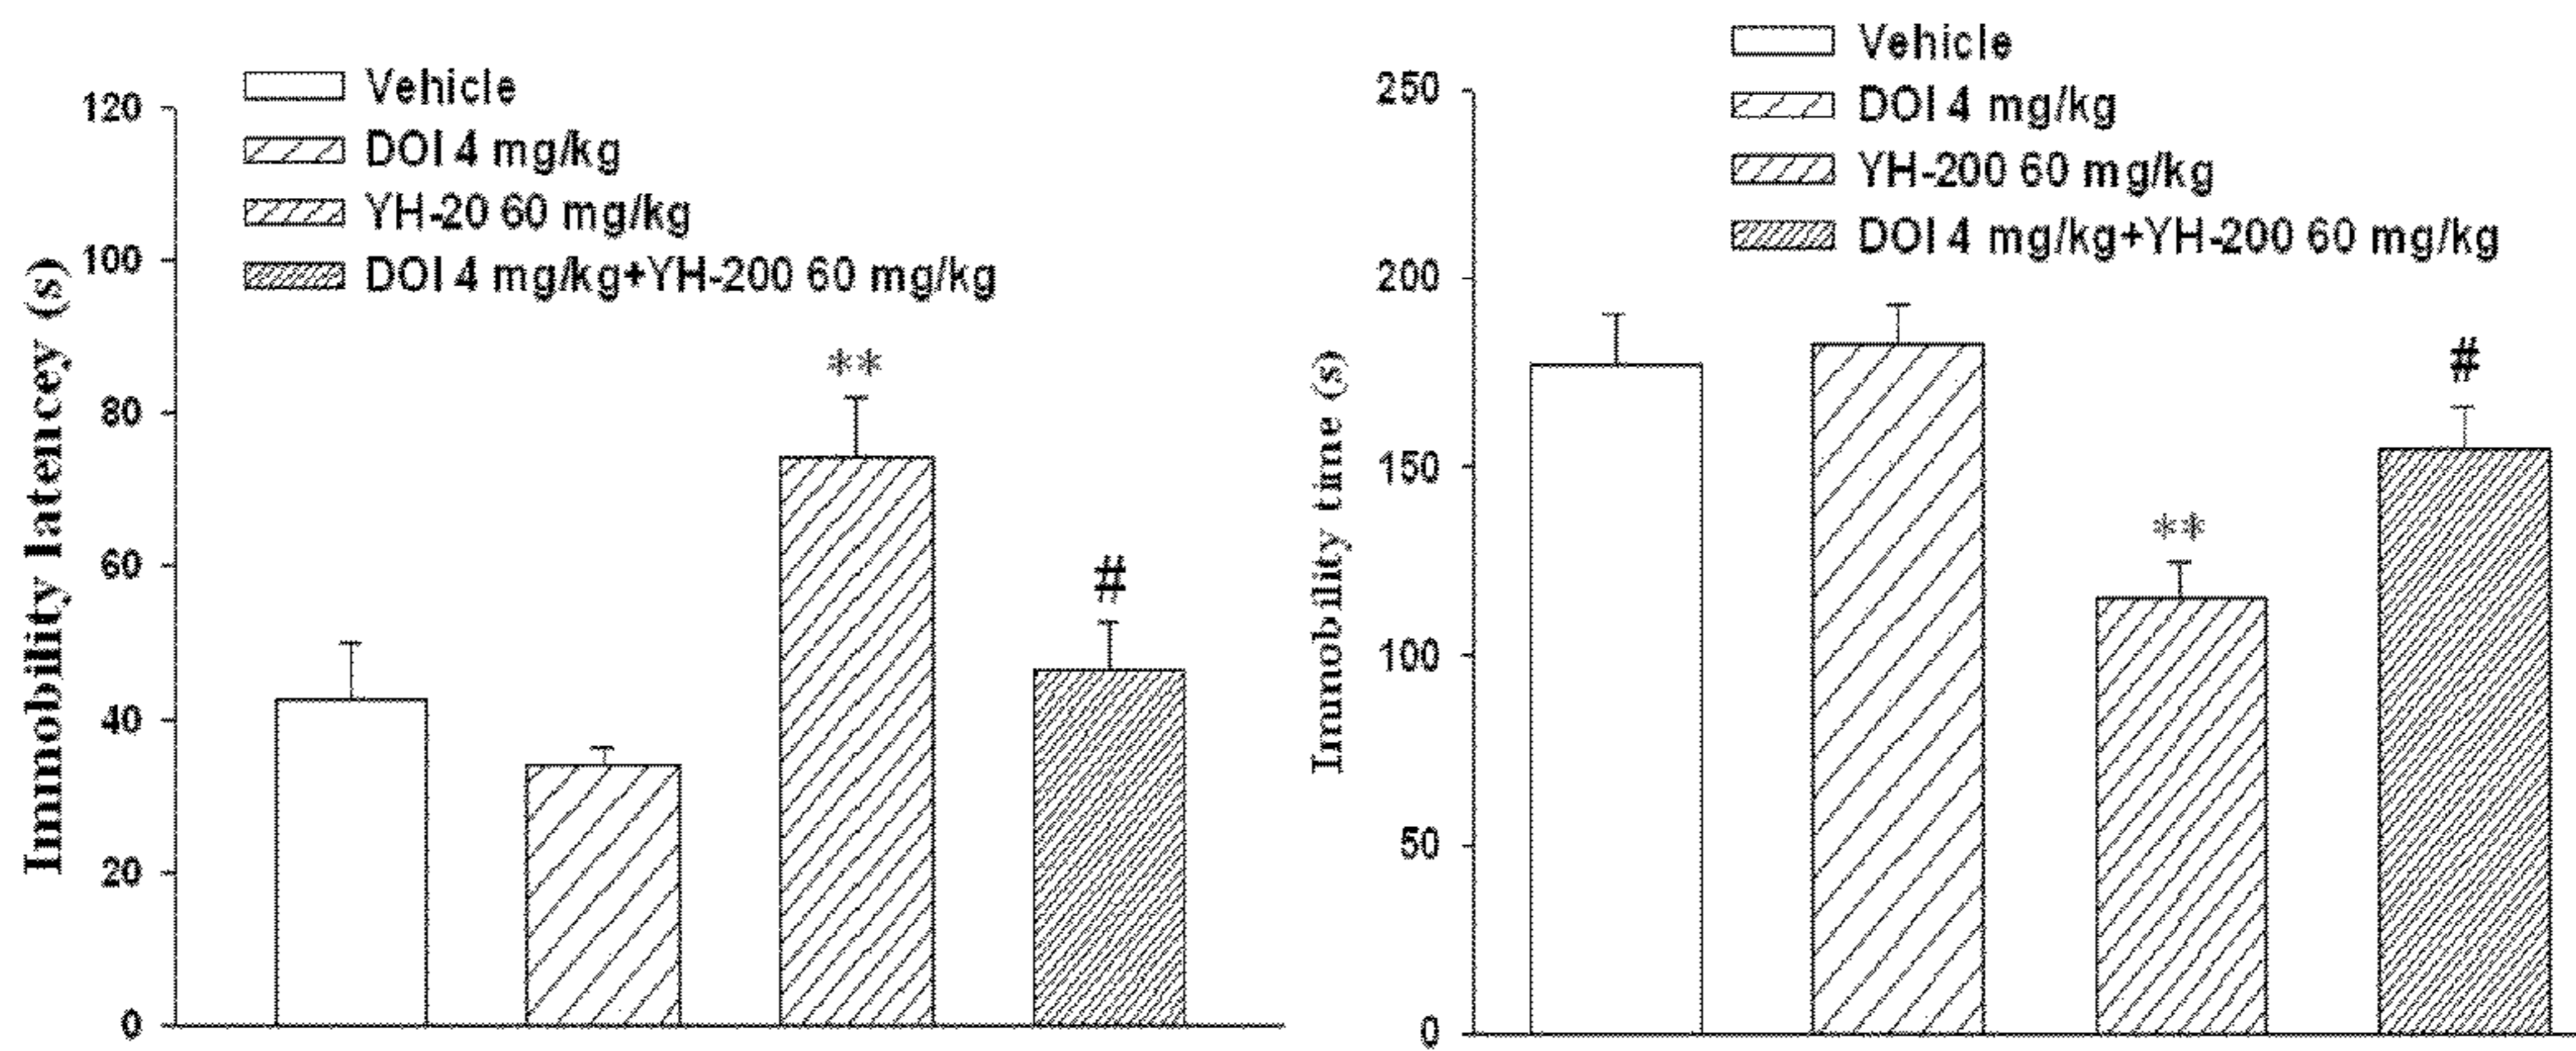 Vehicle
DOI 4 mg/kg
YH-20 60 mg/kg
DOI 4 mg/kg+YH-200 60 mg/kg
Immobility latencey (s)
120
100
80
60
40
20
0
**
#
Vehicle
DOI 4 mg/kg
YH-200 60 mg/kg
DOI 4 mg/kg+YH-200 60 mg/kg
Immobility time (s)
250
200
150
100
50
0
**
#